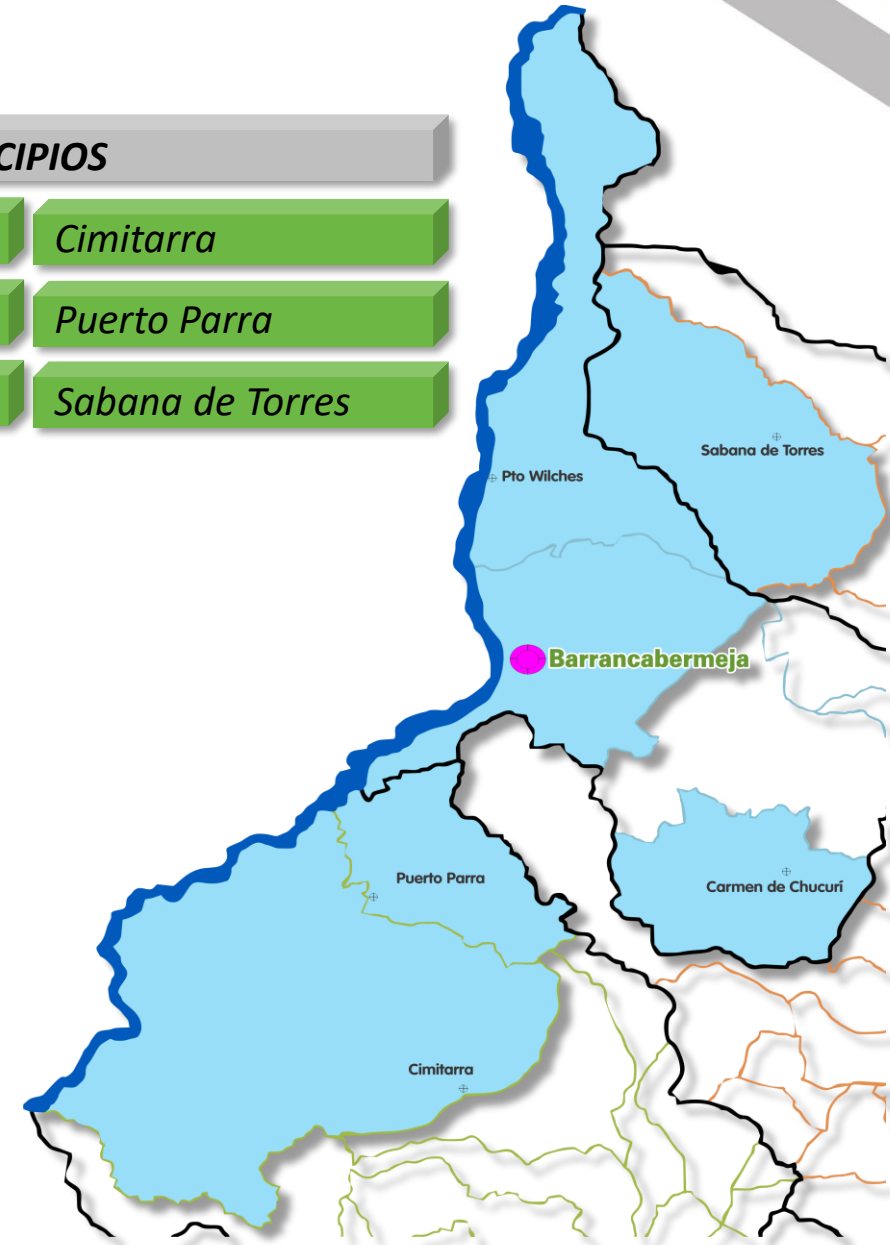 CIPIOS
Cimitarra
Puerto Parra
Sabana de Torres
Sabana de Torres
Pto Wilches
Barrancabermeja
Puerto Parra
Carmen de Chucurí
Cimitarra